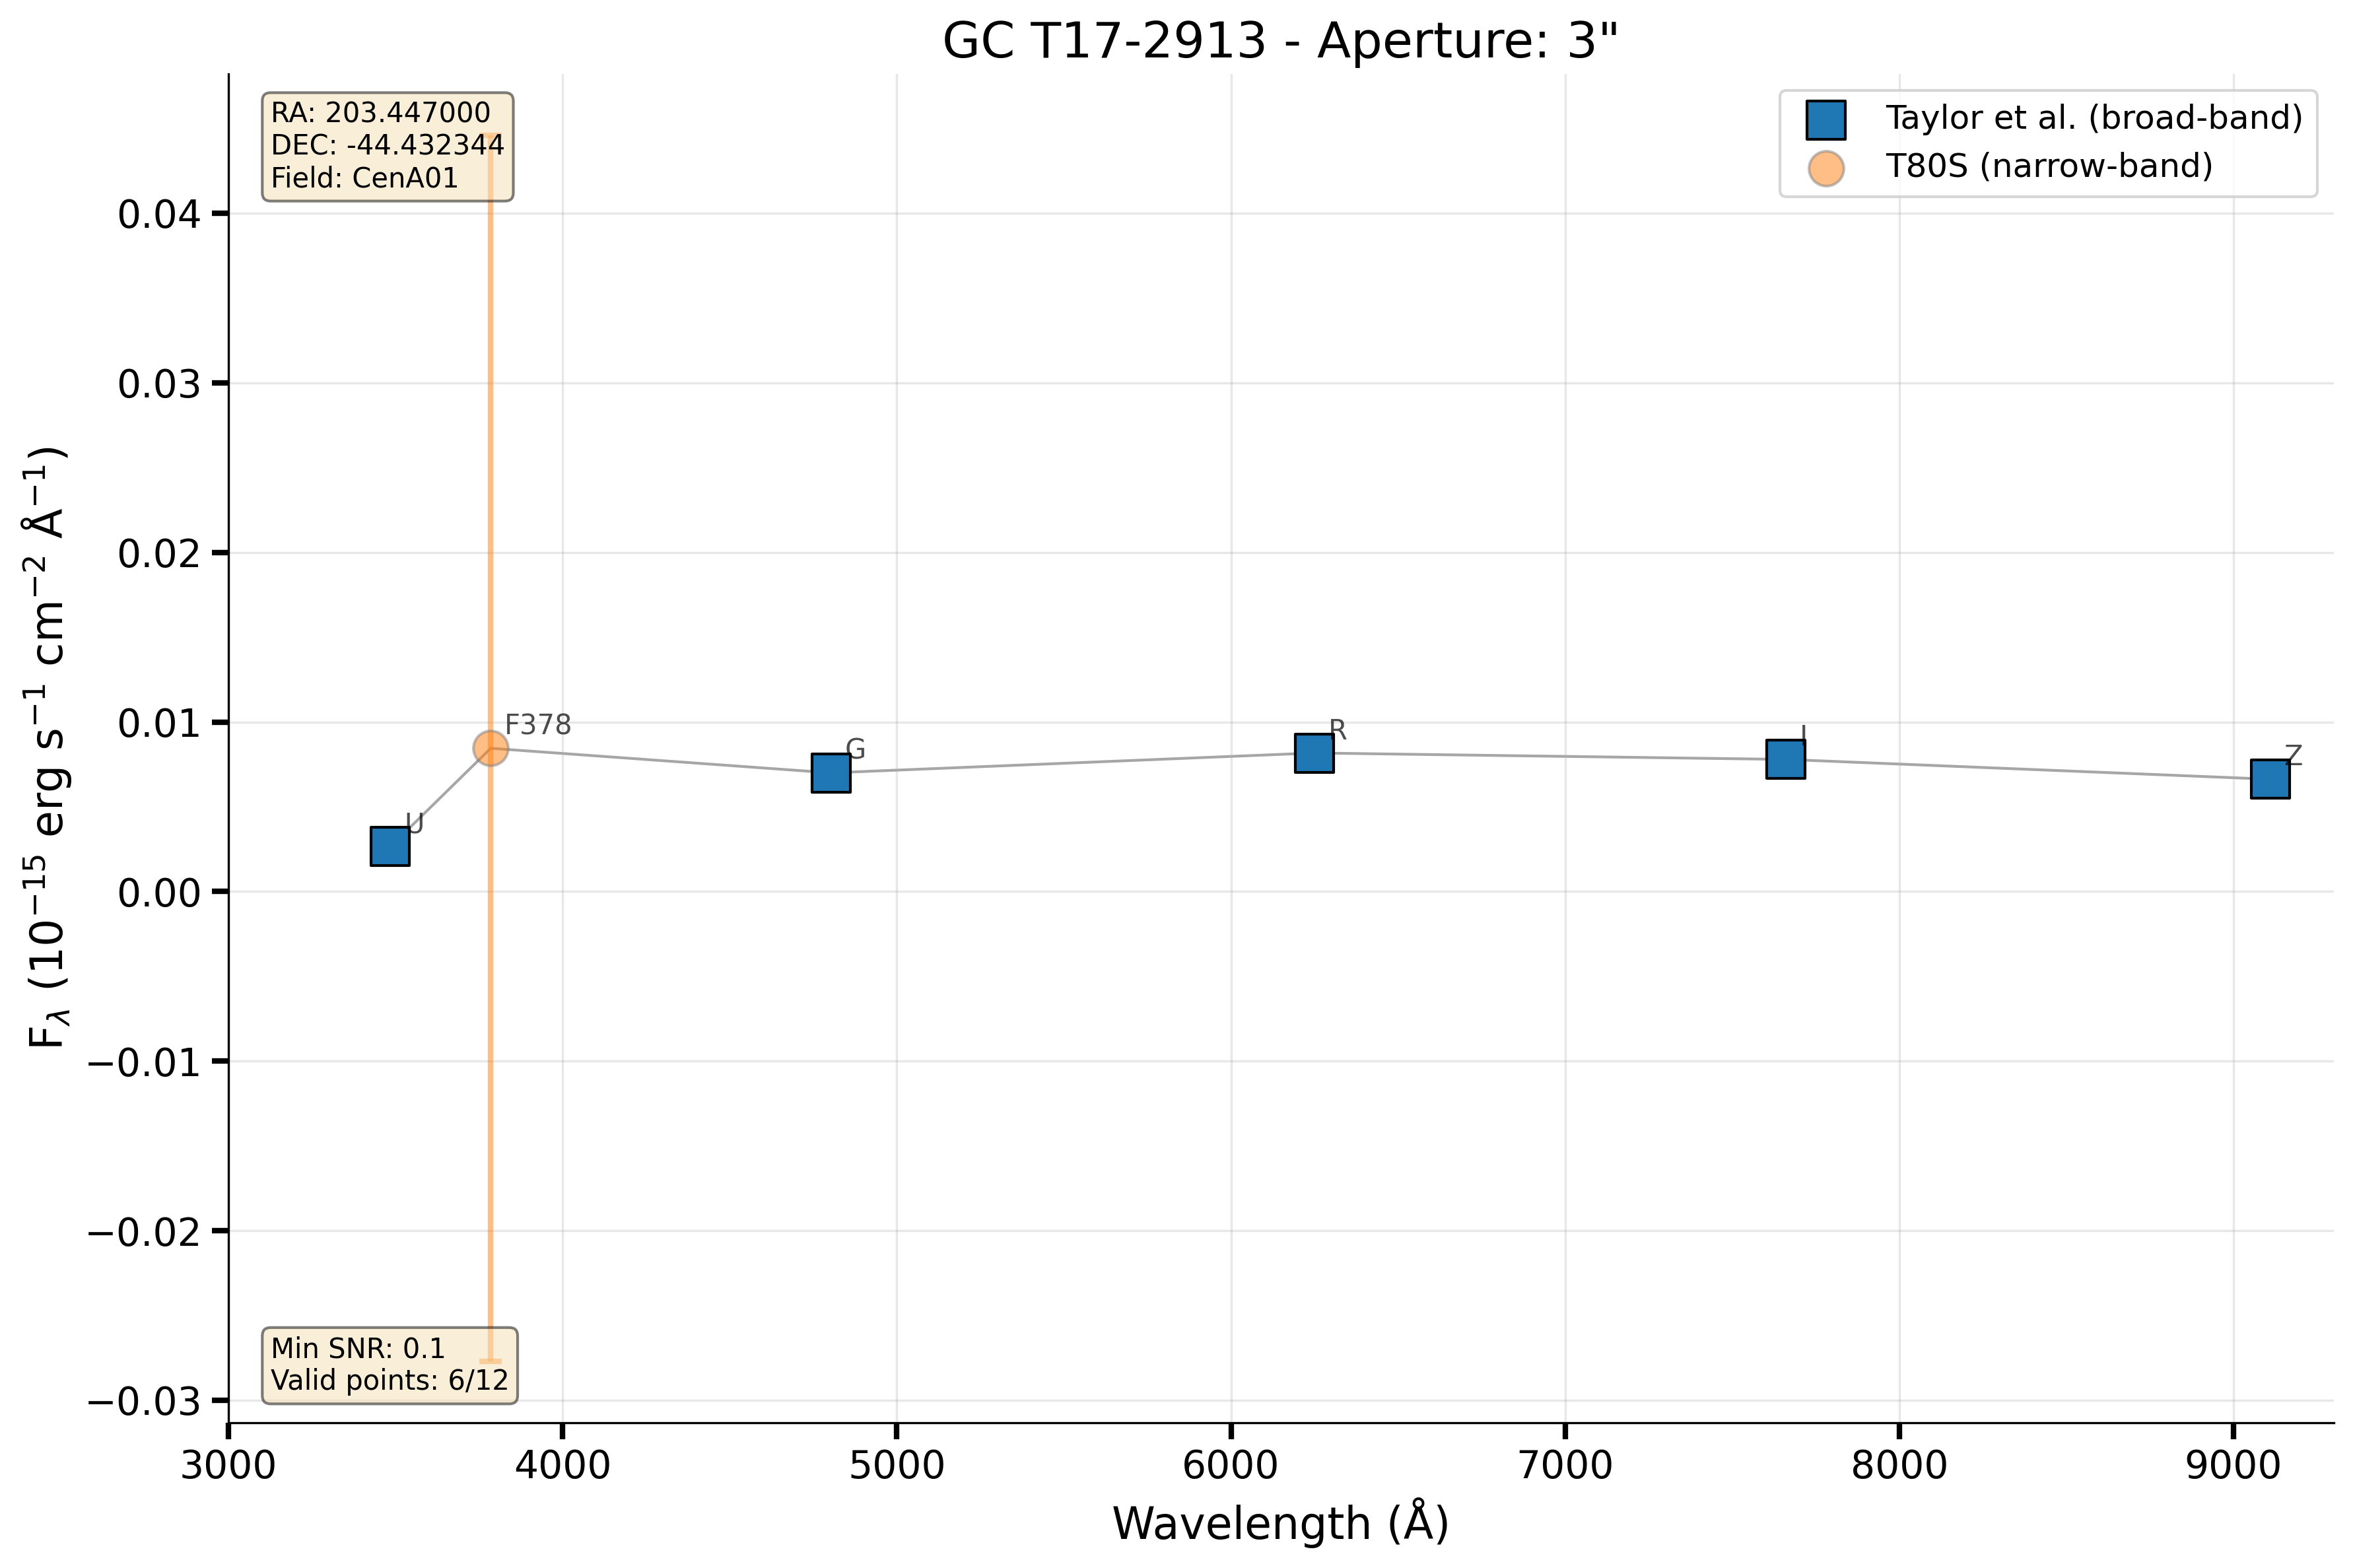 GC T17-2913 - Aperture: 3"
RA: 203.447000
DEC: -44.432344
Field: CenA01
Taylor et al. (broad-band)
T80S (narrow-band)
F_λ (10⁻¹⁵ erg s⁻¹ cm⁻² Å⁻¹)
0.04
0.03
0.02
0.01
0.00
−0.01
−0.02
−0.03
U
F378
G
R
I
Z
Min SNR: 0.1
Valid points: 6/12
3000 4000 5000 6000 7000 8000 9000
Wavelength (Å)